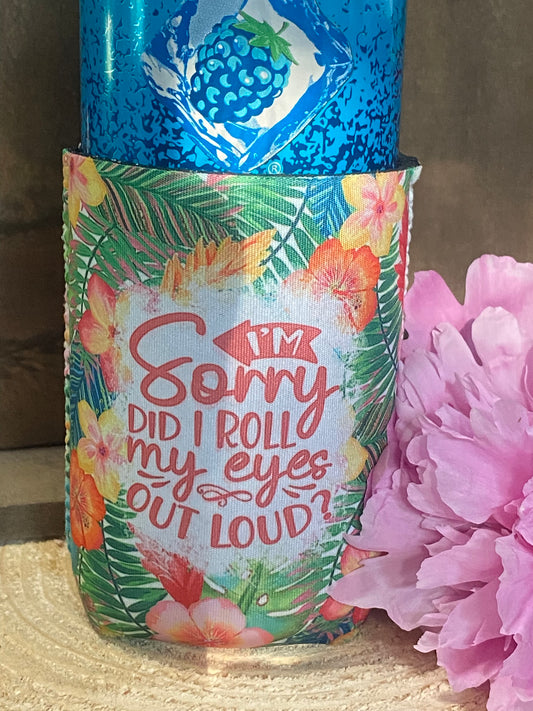 ®
I'M
Sorry
DID I ROLL
my eyes
OUT LOUD?